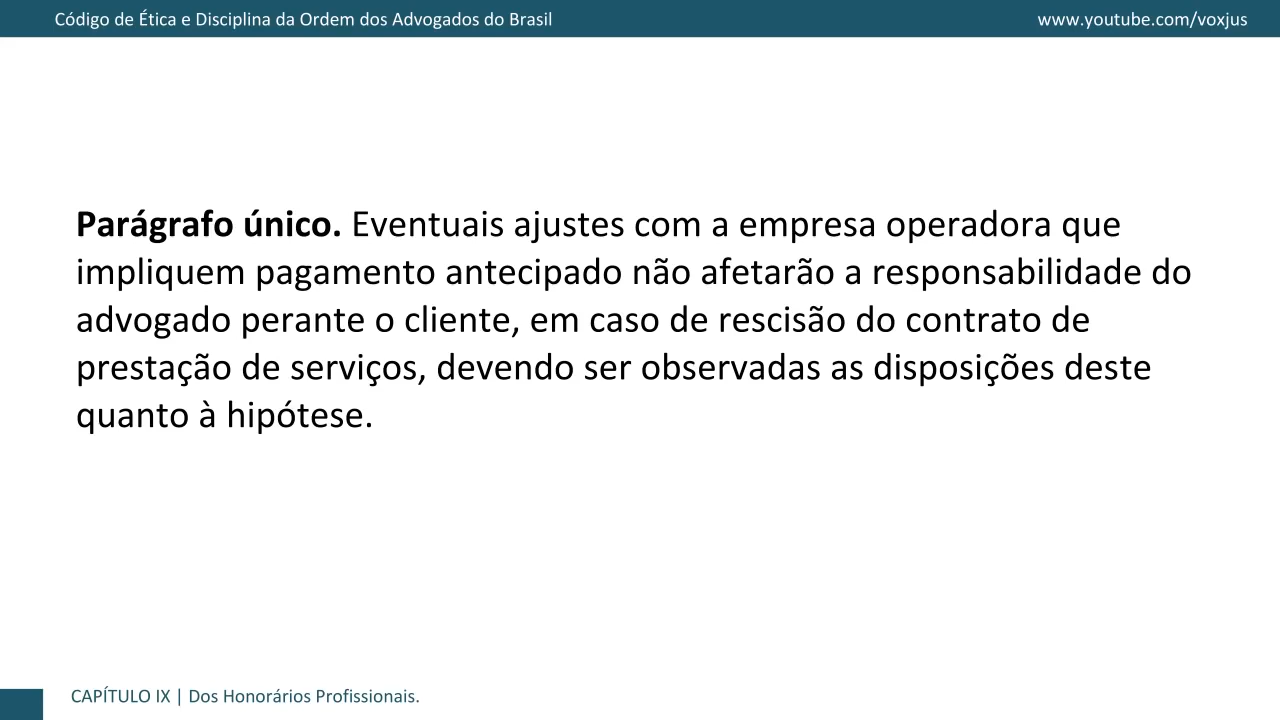 Código de Ética e Disciplina da Ordem dos Advogados do Brasil
www.youtube.com/voxjus
Parágrafo único. Eventuais ajustes com a empresa operadora que
impliquem pagamento antecipado não afetarão a responsabilidade do
advogado perante o cliente, em caso de rescisão do contrato de
prestação de serviços, devendo ser observadas as disposições deste
quanto à hipótese.
CAPÍTULO IX | Dos Honorários Profissionais.